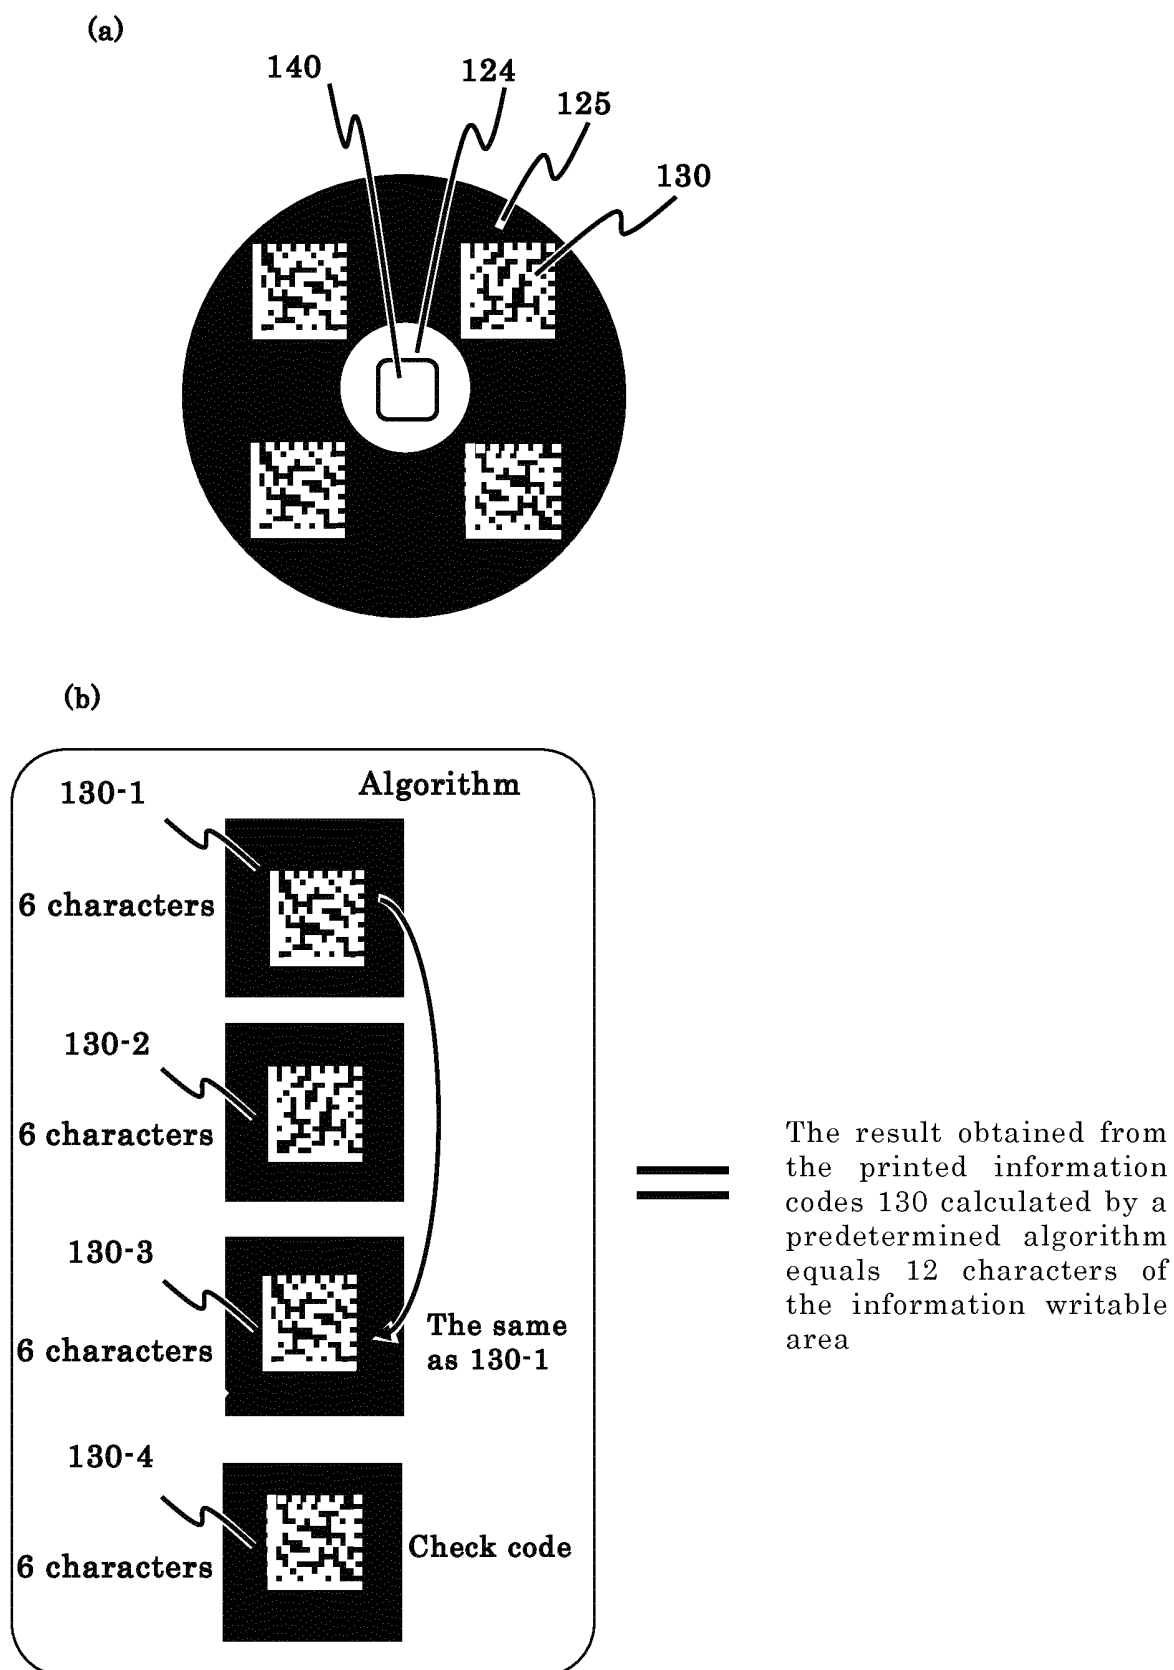 (a)
140
124
125
130
(b)
Algorithm
130-1
6 characters
130-2
6 characters
130-3
6 characters
The same
as 130-1
130-4
6 characters
Check code
The result obtained from
the printed information
codes 130 calculated by a
predetermined algorithm
equals 12 characters of
the information writable
area